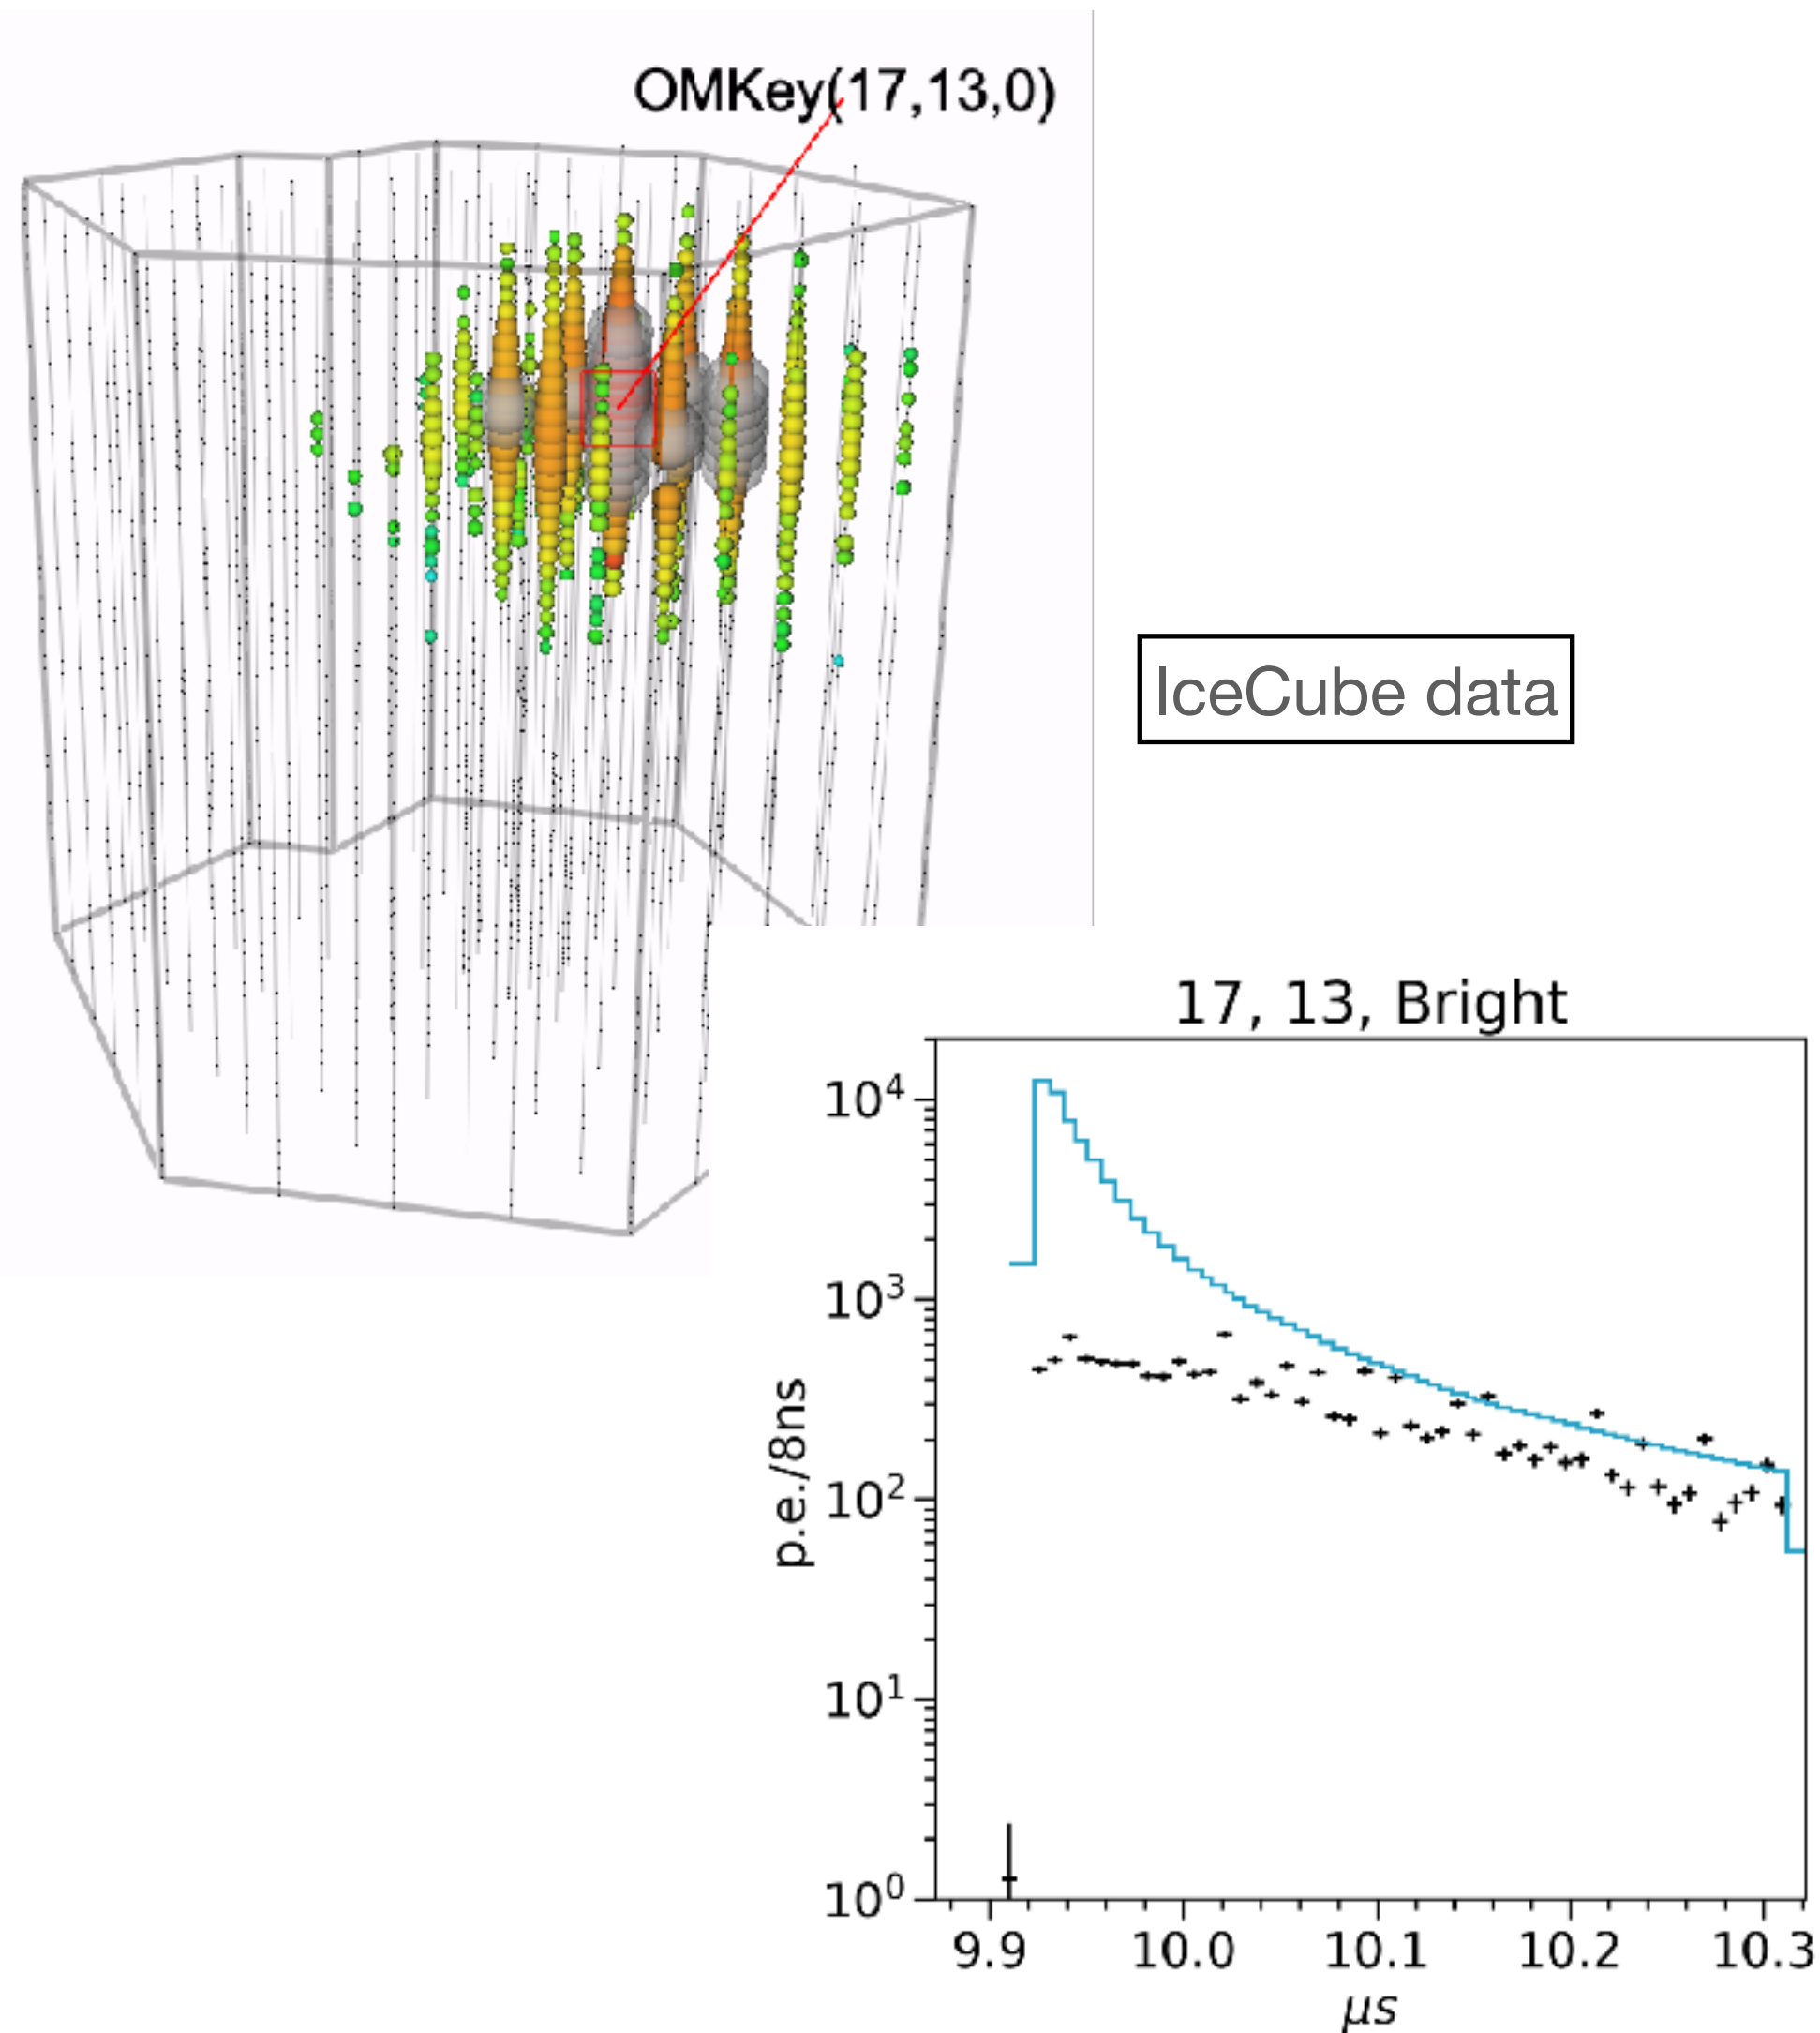 OMKey(17,13,0)
IceCube data
17, 13, Bright
10⁴
10³
10²
10¹
10⁰
p.e./8ns
9.9 10.0 10.1 10.2 10.3
μs